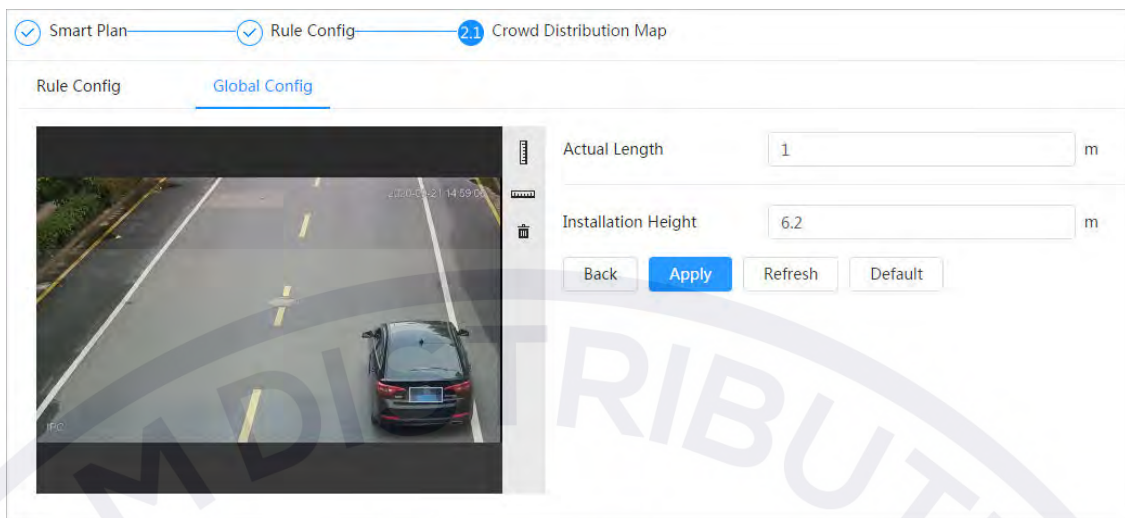 Smart Plan
Rule Config
2.1 Crowd Distribution Map
Rule Config
Global Config
Actual Length 1 m
Installation Height 6.2 m
Back Apply Refresh Default
IPC
M DISTRIBUT